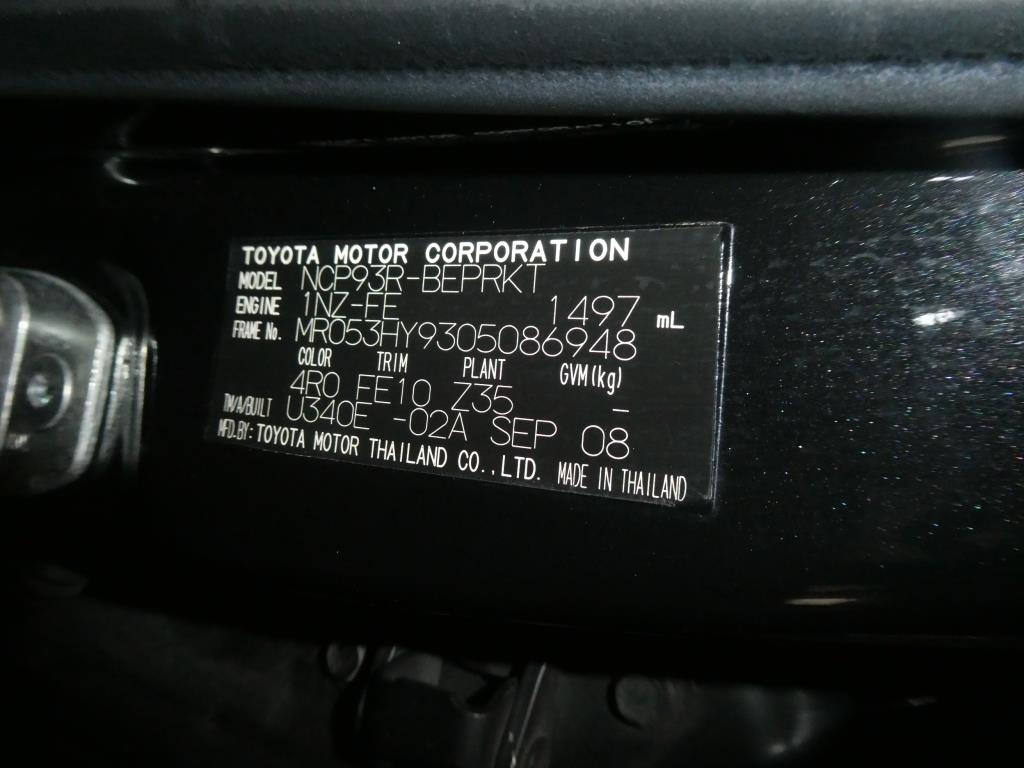 TOYOTA MOTOR CORPORATION
MODEL NCP93R-BEPRKT
ENGINE 1NZ-FE 1497 mL
FRAME No. MR053HY9305086948
COLOR TRIM PLANT GVM(kg)
4R0 FE10 Z35 -
TM/A/BUILT U340E -02A SEP 08
MFD.BY:TOYOTA MOTOR THAILAND CO.,LTD. MADE IN THAILAND